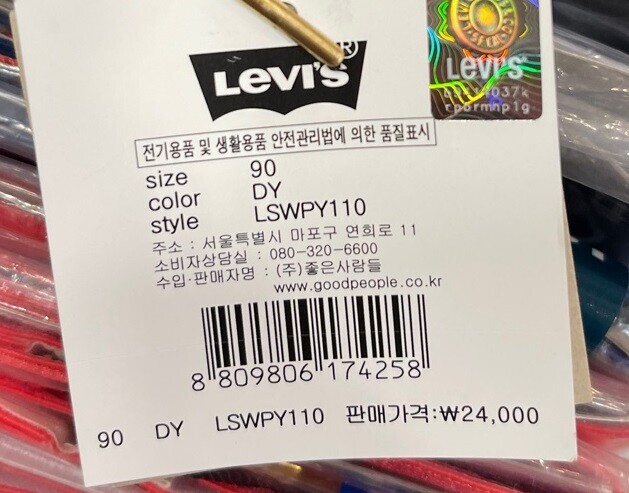 LEVI'S®
Levi's
rparmnp1g
전기용품 및 생활용품 안전관리법에 의한 품질표시
size 90
color DY
style LSWPY110
주소 : 서울특별시 마포구 연희로 11
소비자상담실 : 080-320-6600
수입·판매자명 : (주)좋은사람들
www.goodpeople.co.kr
8 809806 174258
90 DY LSWPY110 판매가격:₩24,000